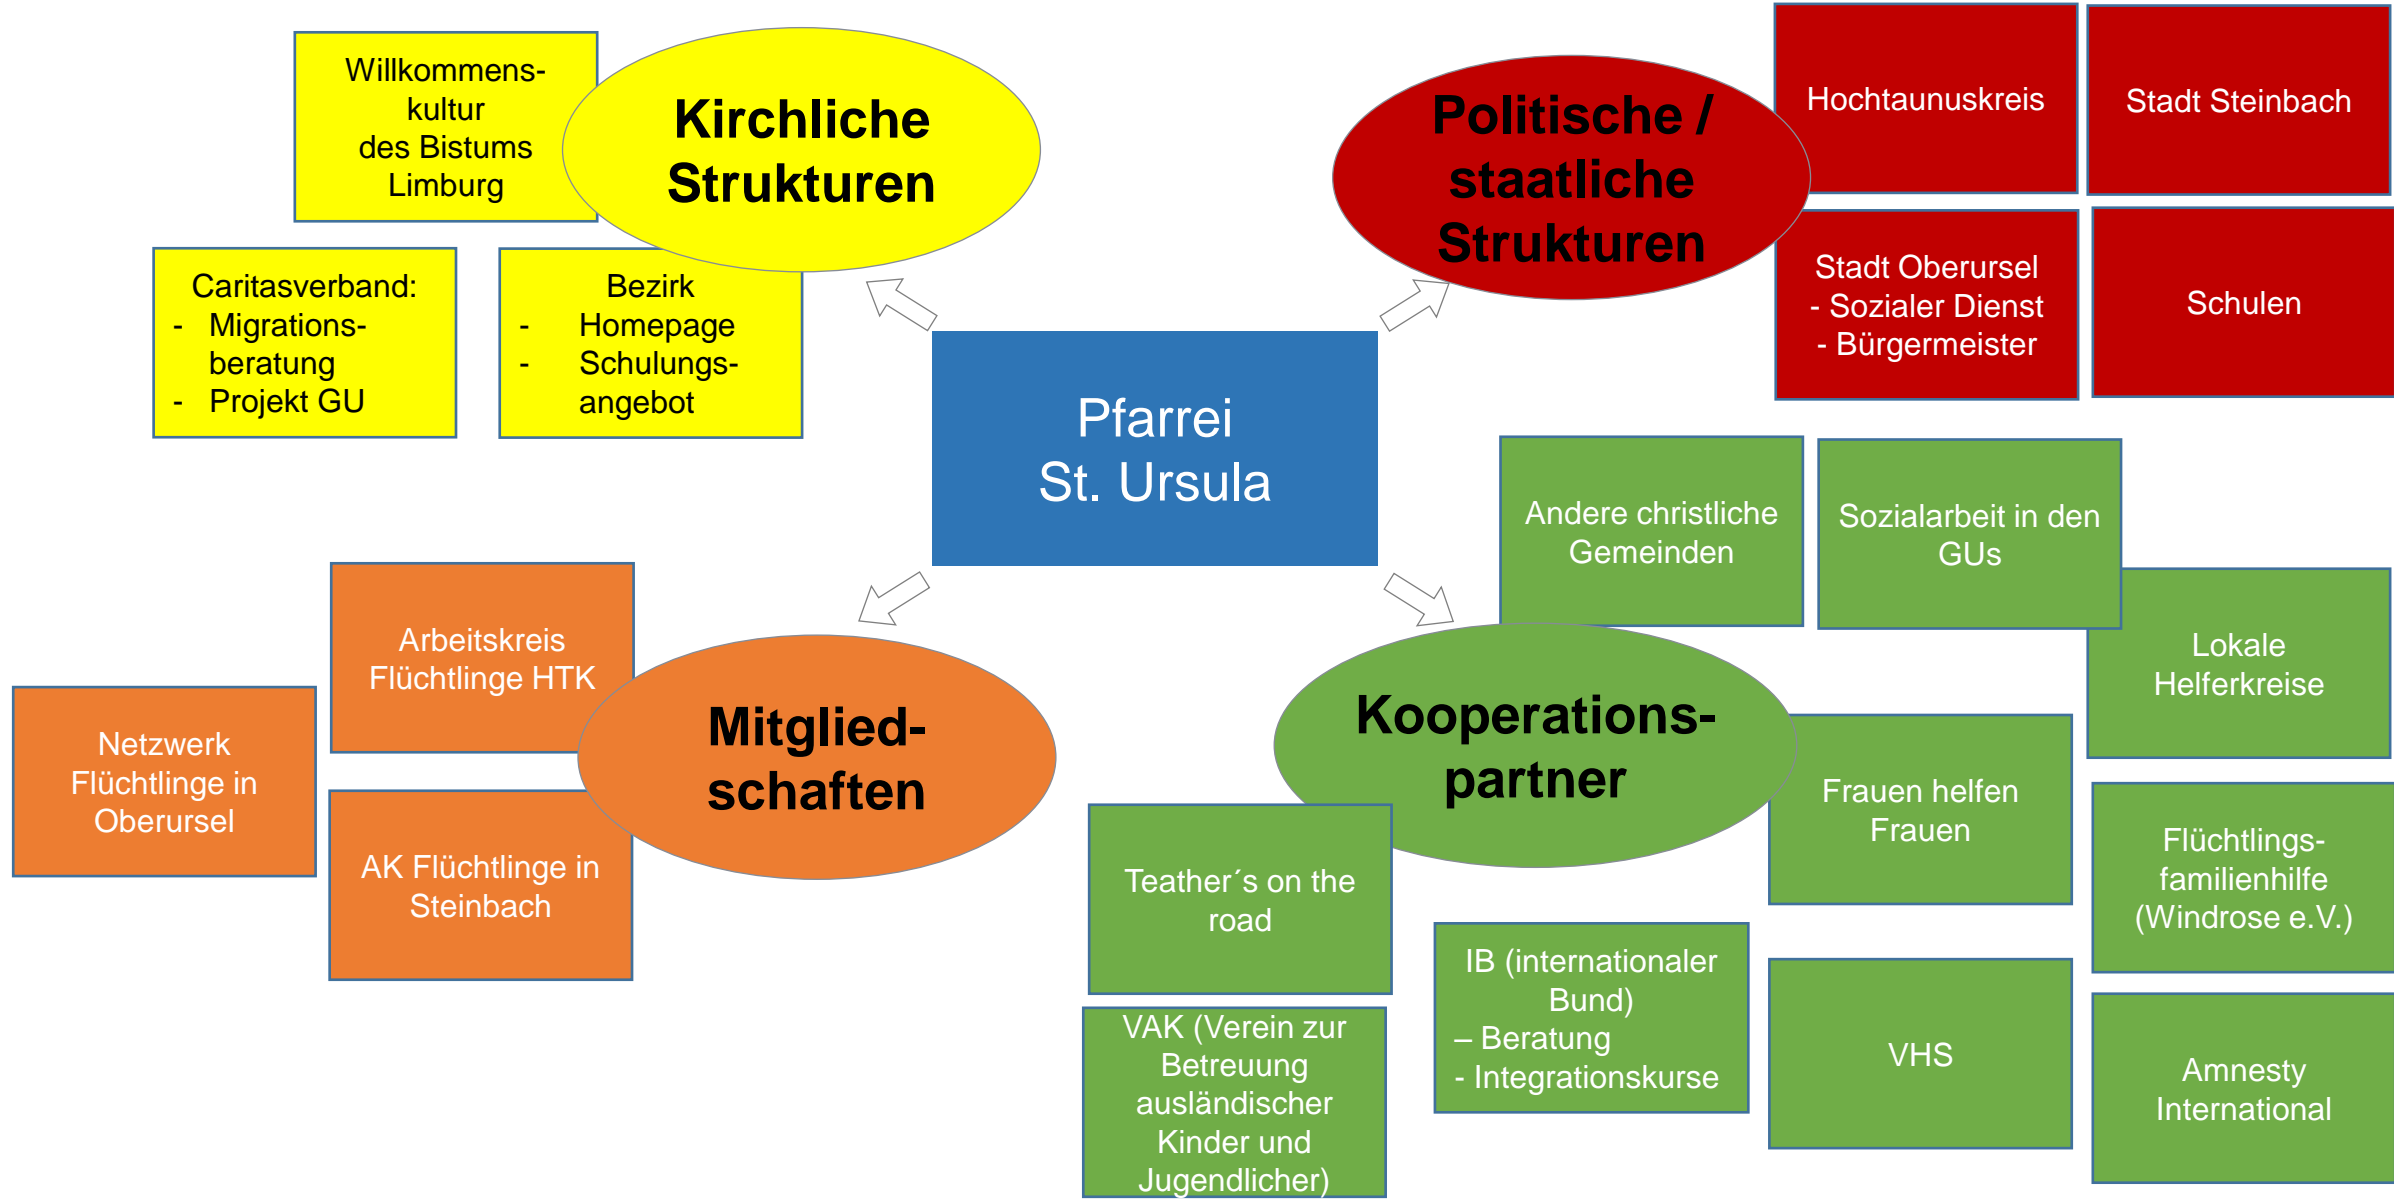 Willkommens-
kultur
des Bistums
Limburg
Kirchliche
Strukturen
Caritasverband:
- Migrations-
beratung
- Projekt GU
Bezirk
- Homepage
- Schulungs-
angebot
Politische /
staatliche
Strukturen
Hochtaunuskreis
Stadt Steinbach
Stadt Oberursel
- Sozialer Dienst
- Bürgermeister
Schulen
Pfarrei
St. Ursula
Arbeitskreis
Flüchtlinge HTK
Netzwerk
Flüchtlinge in
Oberursel
AK Flüchtlinge in
Steinbach
Mitglied-
schaften
Andere christliche
Gemeinden
Sozialarbeit in den
GUs
Lokale
Helferkreise
Kooperations-
partner
Frauen helfen
Frauen
Flüchtlings-
familienhilfe
(Windrose e.V.)
Teather´s on the
road
IB (internationaler
Bund)
– Beratung
- Integrationskurse
VHS
Amnesty
International
VAK (Verein zur
Betreuung
ausländischer
Kinder und
Jugendlicher)